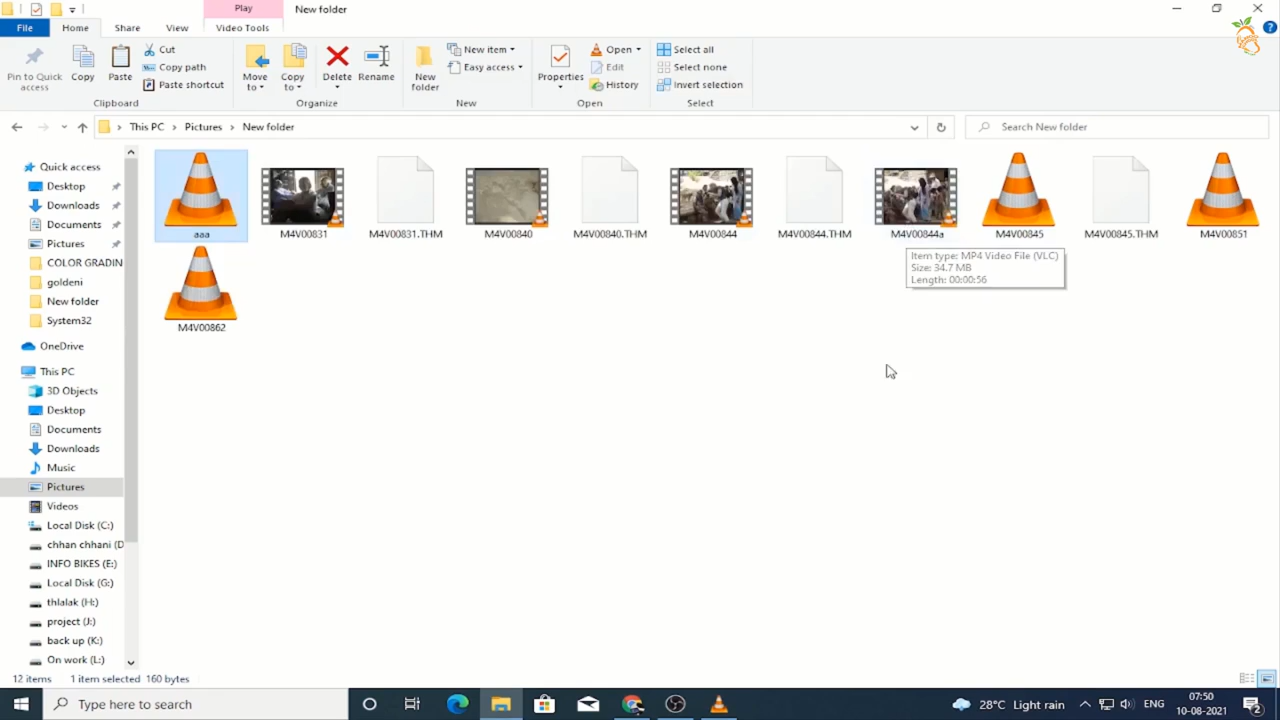 Play
New folder
File
Home
Share
View
Video Tools
Pin to Quick access
Copy
Paste
Cut
Copy path
Paste shortcut
Clipboard
Move to
Copy to
Delete
Rename
Organize
New folder
New item
Easy access
New
Properties
Open
Edit
History
Open
Select all
Select none
Invert selection
Select
This PC
Pictures
New folder
Search New folder
Quick access
Desktop
Downloads
Documents
Pictures
COLOR GRADIN
goldeni
New folder
System32
OneDrive
This PC
3D Objects
Desktop
Documents
Downloads
Music
Pictures
Videos
Local Disk (C:)
chhan chhani (D
INFO BIKES (E:)
Local Disk (G:)
thlalak (H:)
project (J:)
back up (K:)
On work (L:)
aaa
M4V00831
M4V00831.THM
M4V00840
M4V00840.THM
M4V00844
M4V00844.THM
M4V00844a
M4V00845
M4V00845.THM
M4V00851
Item type: MP4 Video File (VLC)
Size: 34.7 MB
Length: 00:00:56
M4V00862
12 items
1 item selected
160 bytes
Type here to search
28°C
Light rain
ENG
07:50
10-08-2021
2